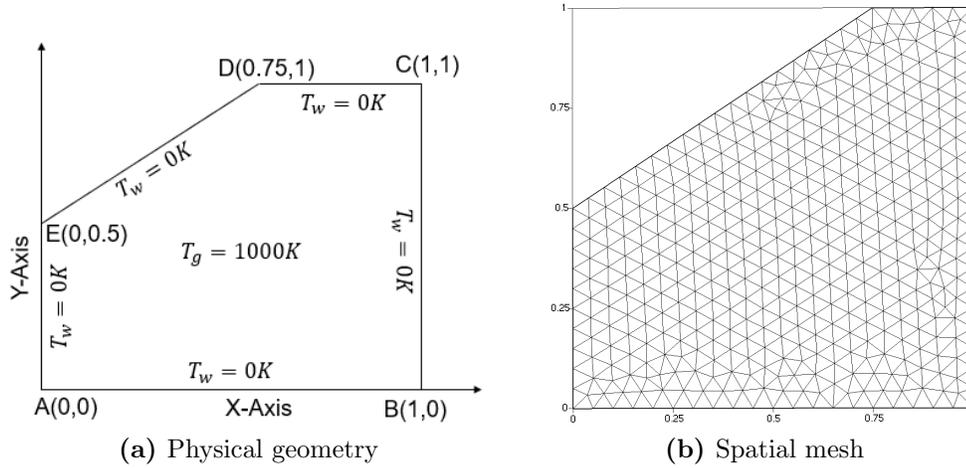 D(0.75,1)
C(1,1)
T_w = 0K
T_w = 0K
E(0,0.5)
T_g = 1000K
T_w = 0K
T_w = 0K
Y-Axis
T_w = 0K
A(0,0)
X-Axis
B(1,0)
(a) Physical geometry
1
0.75
0.5
0.25
0
0
0.25
0.5
0.75
(b) Spatial mesh